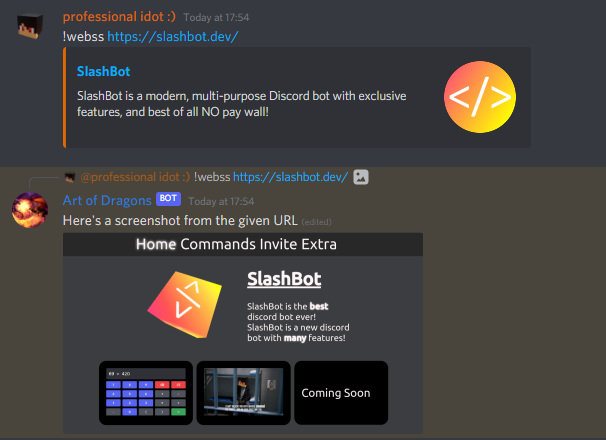 professional idot :) Today at 17:54
!webss https://slashbot.dev/
SlashBot
SlashBot is a modern, multi-purpose Discord bot with exclusive
features, and best of all NO pay wall!
</>
@professional idot :) !webss https://slashbot.dev/
Art of Dragons BOT Today at 17:54
Here's a screenshot from the given URL (edited)
Home Commands Invite Extra
</>
SlashBot
SlashBot is the best
discord bot ever!
SlashBot is a new discord
bot with many features!
69 + 420
Coming Soon